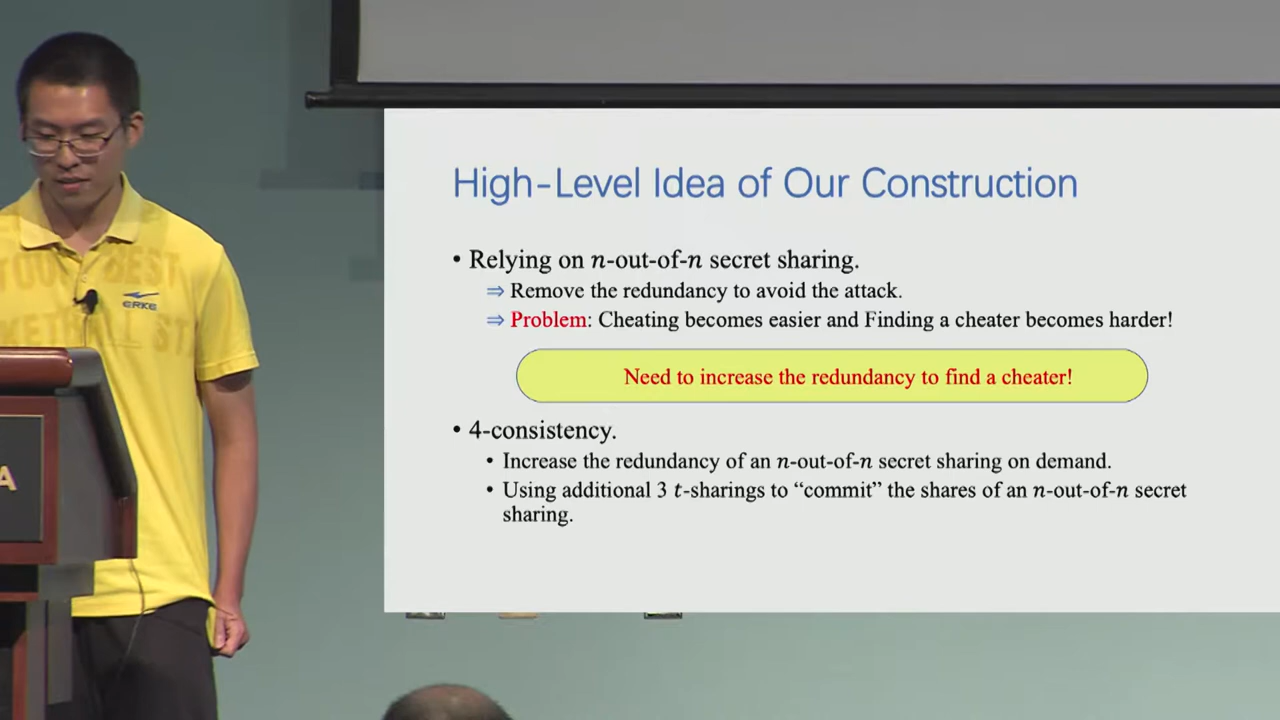 High-Level Idea of Our Construction
• Relying on n-out-of-n secret sharing.
⇒ Remove the redundancy to avoid the attack.
⇒ Problem: Cheating becomes easier and Finding a cheater becomes harder!
Need to increase the redundancy to find a cheater!
• 4-consistency.
• Increase the redundancy of an n-out-of-n secret sharing on demand.
• Using additional 3 t-sharings to “commit” the shares of an n-out-of-n secret
sharing.
ERKE
A